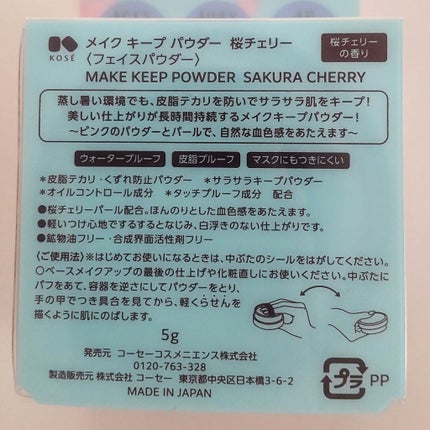 KOSÉ
メイク キープ パウダー 桜チェリー
〈フェイスパウダー〉
桜チェリー
の香り
MAKE KEEP POWDER SAKURA CHERRY
蒸し暑い環境でも、皮脂テカリを防いでサラサラ肌をキープ!
美しい仕上がりが長時間持続するメイクキープパウダー!
〜ピンクのパウダーとパールで、自然な血色感をあたえます〜
ウォータープルーフ 皮脂プルーフ マスクにもつきにくい
*皮脂テカリ・くずれ防止パウダー *サラサラキープパウダー
*オイルコントロール成分 *タッチプルーフ成分 配合
●桜チェリーパール配合。ほんのりとした血色感をあたえます。
●軽いつけ心地でするするとなじみ、白浮きのない仕上がりです。
●鉱物油フリー・合成界面活性剤フリー
〈ご使用法〉※はじめてお使いになるときは、中ぶたのシールをはがしてください。
○ベースメイクアップの最後の仕上げや化粧直しにお使いください。中ぶたに
パフをあて、容器を逆さにしてパウダーをとり、
手の甲でつき具合を見てから、軽くらせんを
描くように肌にのばします。
5g
発売元 コーセーコスメニエンス株式会社
0120-763-328
製造販売元 株式会社 コーセー 東京都中央区日本橋3-6-2
MADE IN JAPAN
プラ PP